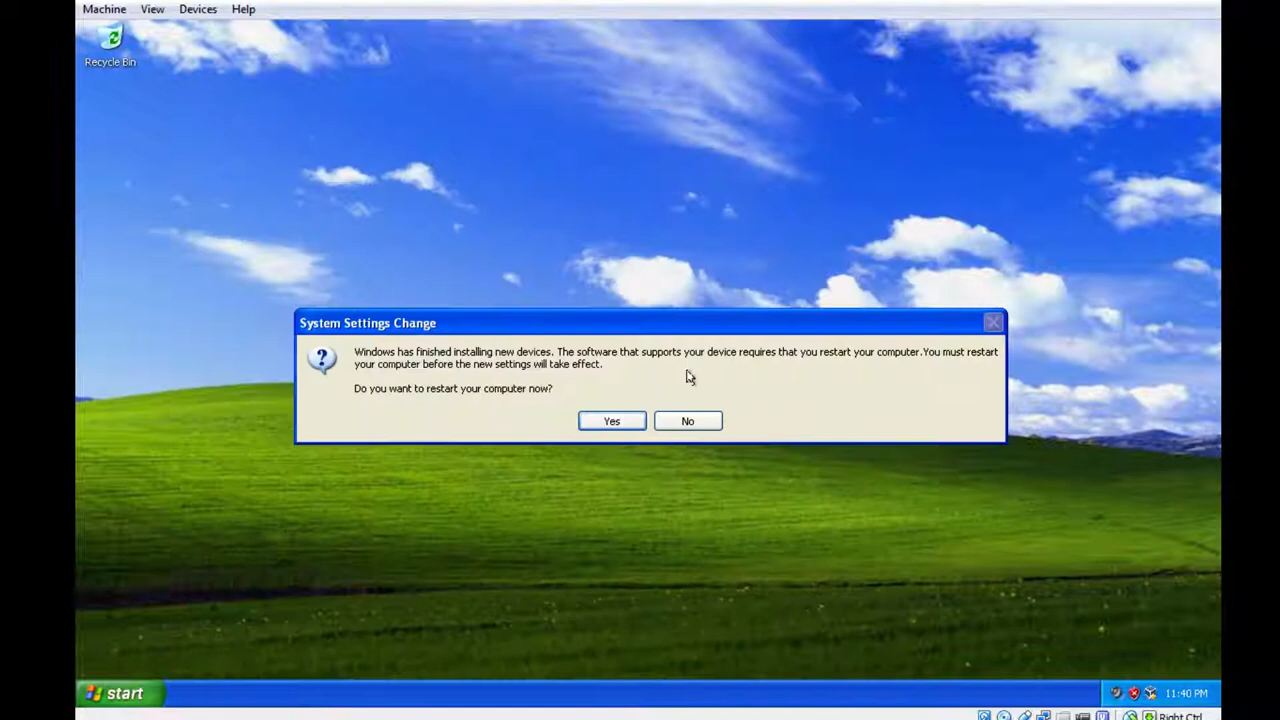 Machine View Devices Help
Recycle Bin
System Settings Change
Windows has finished installing new devices. The software that supports your device requires that you restart your computer.You must restart
your computer before the new settings will take effect.
Do you want to restart your computer now?
Yes No
start
11:40 PM
Right Ctrl